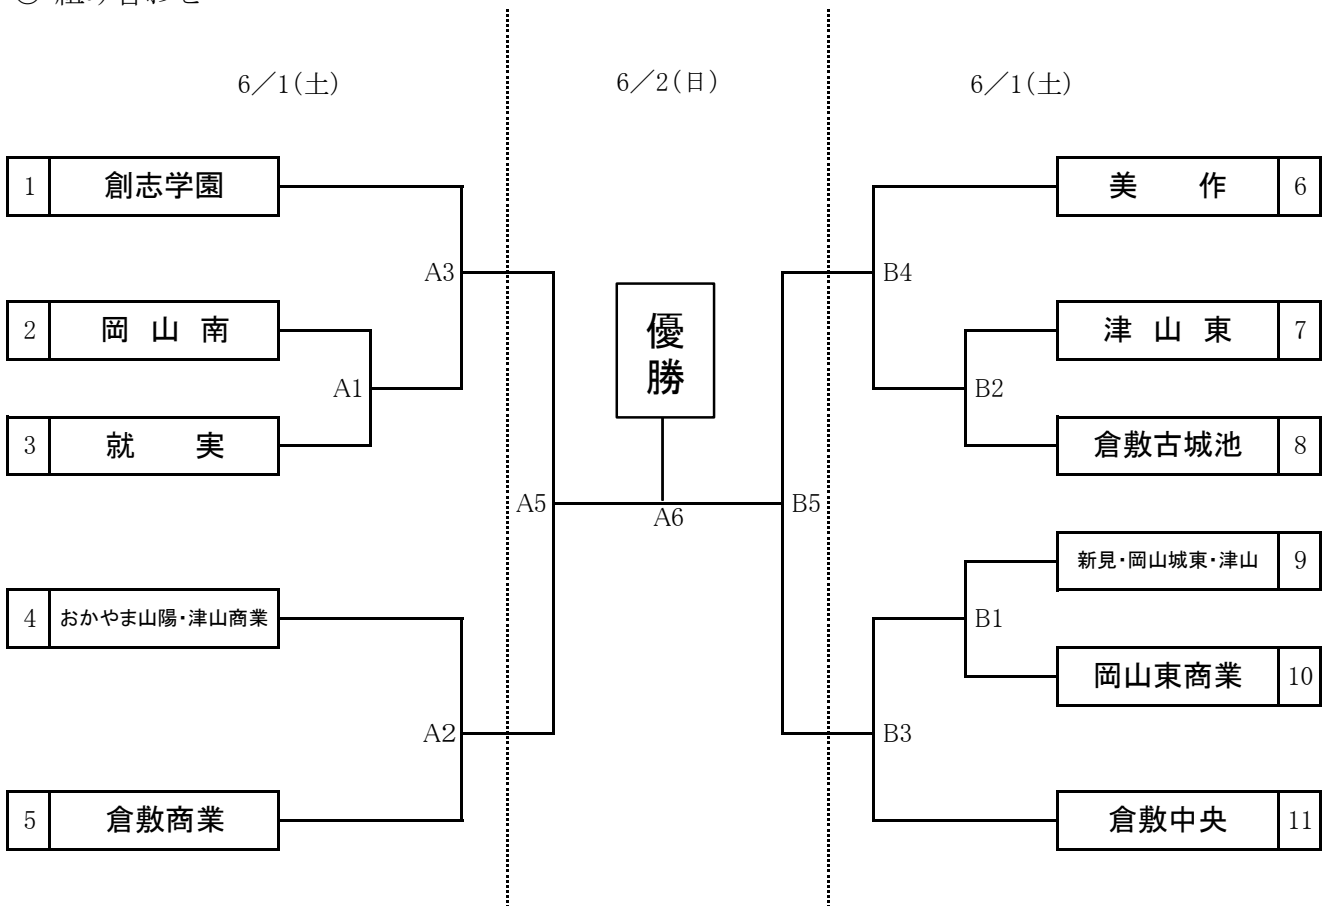 ○ 組み合わせ
6／1(土)
6／2(日)
6／1(土)
1 創志学園
2 岡 山 南
3 就 実
4 おかやま山陽・津山商業
5 倉敷商業
A3
A1
A2
A5
優
勝
A6
B5
B4
B2
B1
B3
美 作 6
津 山 東 7
倉敷古城池 8
新見・岡山城東・津山 9
岡山東商業 10
倉敷中央 11